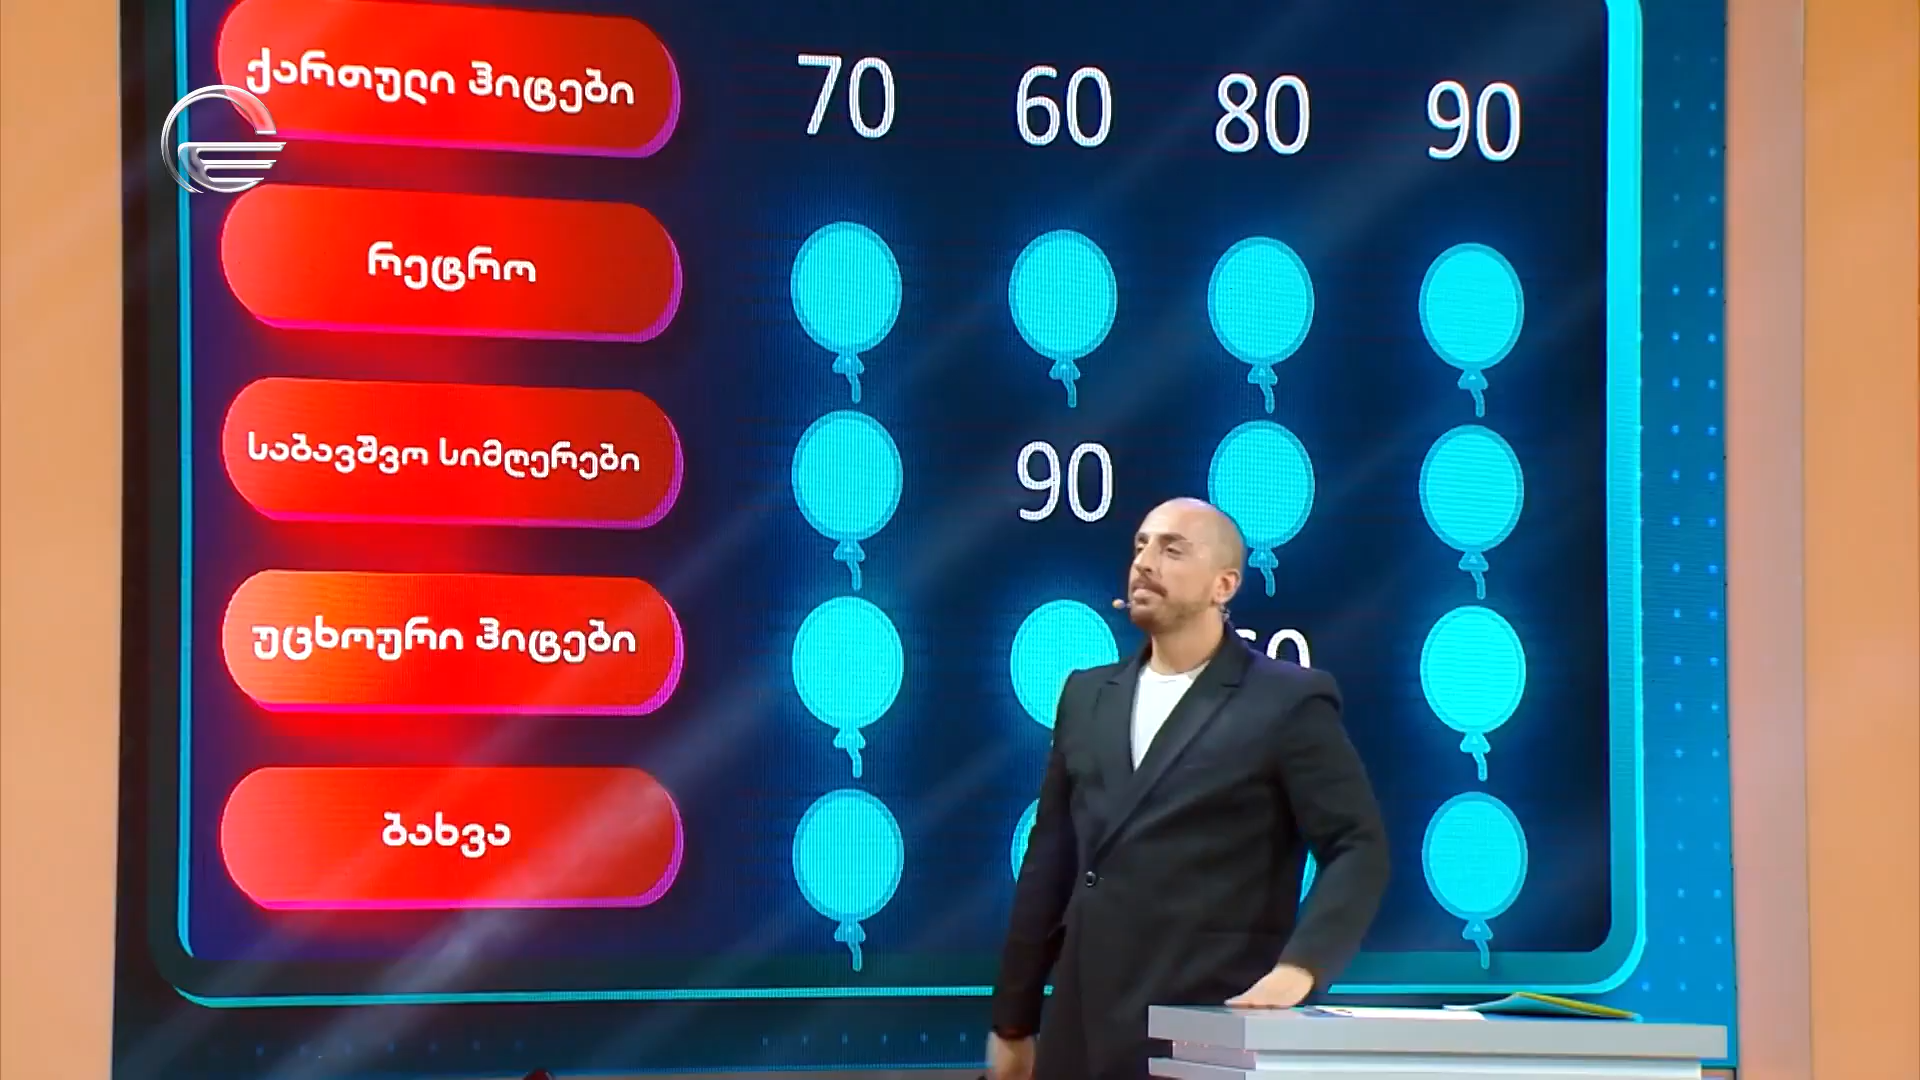 ქართული ჰიტები 70 60 80 90
რეტრო
საბავშვო სიმღერები 90
უცხოური ჰიტები
ბახვა